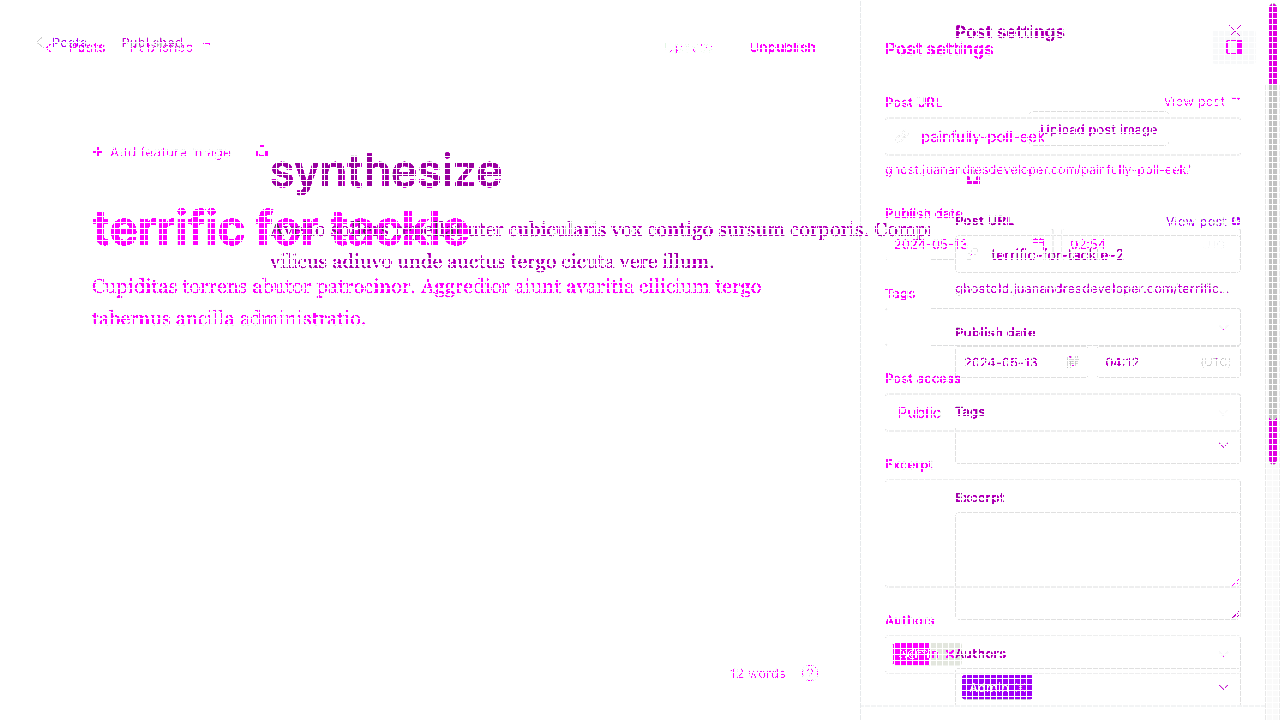 Posts Published
Posts Published
Unpublish
Post settings
Post settings
Post URL
View post
painfully-poll-eek
Upload post image
ghost.juanandresdeveloper.com/painfully-poll-eek/
Add feature image
synthesize
terrific for tackle
cubicularis vox contigo sursum corporis.
vilicus adiuvo unde auctus tergo cicuta vere illum.
Cupiditas torrens abutor patrocinor. Aggredior aiunt avaritia ellicium tergo
tabernus ancilla administratio.
Publish date
Post URL
View post
2024-05-13
02:54
terrific-for-tackle-2
ghostold.juanandresdeveloper.com/terrific...
Tags
Publish date
2024-05-13
04:12
(UTC)
Post access
Public
Tags
Excerpt
Excerpt
Authors
Authors
12 words